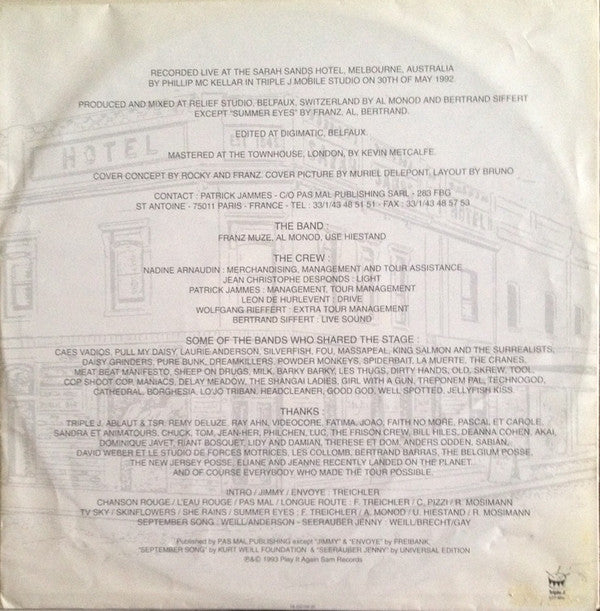 RECORDED LIVE AT THE SARAH SANDS HOTEL, MELBOURNE, AUSTRALIA
BY PHILLIP MC KELLAR IN TRIPLE J MOBILE STUDIO ON 30TH OF MAY 1992.
PRODUCED AND MIXED AT RELIEF STUDIO, BELFAUX, SWITZERLAND BY AL MONOD AND BERTRAND SIFFERT
EXCEPT "SUMMER EYES" BY FRANZ, AL, BERTRAND.
EDITED AT DIGIMATIC, BELFAUX.
HOTEL
MASTERED AT THE TOWNHOUSE, LONDON, BY KEVIN METCALFE.
COVER CONCEPT BY ROCKY AND FRANZ. COVER PICTURE BY MURIEL DELEPONT, LAYOUT BY BRUNO
CONTACT : PATRICK JAMMES - C/O PAS MAL PUBLISHING SARL - 283 FBG
ST ANTOINE - 75011 PARIS - FRANCE - TEL : 33/1/43 48 51 51 - FAX : 33/1/43 48 57 53
THE BAND :
FRANZ MUZE, AL MONOD, USE HIESTAND
THE CREW :
NADINE ARNAUDIN : MERCHANDISING, MANAGEMENT AND TOUR ASSISTANCE
JEAN CHRISTOPHE DESPONDS : LIGHT
PATRICK JAMMES : MANAGEMENT, TOUR MANAGEMENT
LEON DE HURLEVENT : DRIVE
WOLFGANG RIEFFERT : EXTRA TOUR MANAGEMENT
BERTRAND SIFFERT : LIVE SOUND
SOME OF THE BANDS WHO SHARED THE STAGE :
CAES VADIOS, PULL MY DAISY, LAURIE ANDERSON, SILVERFISH, FOU, MASSAPEAL, KING SALMON AND THE SURREALISTS,
DAISY GRINDERS, PURE BUNK, DREAMKILLERS, POWDER MONKEYS, SPIDERBAIT, LA MUERTE, THE CRANES,
MEAT BEAT MANIFESTO, SHEEP ON DRUGS, MILK, BARKY BARKY, LES THUGS, DIRTY HANDS, OLD, SKREW, TOOL,
COP SHOOT COP, MANIACS, DELAY MEADOW, THE SHANGAI LADIES, GIRL WITH A GUN, TREPONEM PAL, TECHNOGOD,
CATHEDRAL, BORGHESIA, LOJO TRIBAN, HEADCLEANER, GOOD GOD, WELL SPOTTED, JELLYFISH KISS.
THANKS :
TRIPLE J, ABLAUT & TSR, REMY DELUZE, RAY AHN, VIDEOCORE, FATIMA, JOAO, FAITH NO MORE, PASCAL ET CAROLE,
SANDRA ET ANIMATOURS, CHUCK, TOM, JEAN-HER, PHILCHEN, LUC, THE FRISON CREW, BILL HILES, DEANNA COHEN, AKAI,
DOMINIQUE JAVET, RIANT BOSQUET, LIDY AND DAMIAN, THERESE ET DOM, ANDERS ODDEN, SABIAN,
DAVID WEBER ET LE STUDIO DE FORCES MOTRICES, LES COLLOMB, BERTRAND BARRAS, THE BELGIUM POSSE,
THE NEW JERSEY POSSE, ELIANE AND JEANNE RECENTLY LANDED ON THE PLANET...
AND OF COURSE EVERYBODY WHO MADE THE TOUR POSSIBLE.
INTRO / JIMMY / ENVOYE : TREICHLER
CHANSON ROUGE / L'EAU ROUGE / PAS MAL / LONGUE ROUTE : F. TREICHLER / C. PIZZI / R. MOSIMANN
TV SKY / SKINFLOWERS / SHE RAINS / SUMMER EYES : F. TREICHLER / A. MONOD / U. HIESTAND / R. MOSIMANN
SEPTEMBER SONG : WEILL/ANDERSON - SEERAUBER JENNY : WEILL/BRECHT/GAY
Published by PAS MAL PUBLISHING except "JIMMY" & "ENVOYE" by FREIBANK,
"SEPTEMBER SONG" by KURT WEILL FOUNDATION & "SEERAUBER JENNY" by UNIVERSAL EDITION
℗&© 1993 Play It Again Sam Records
Triple J